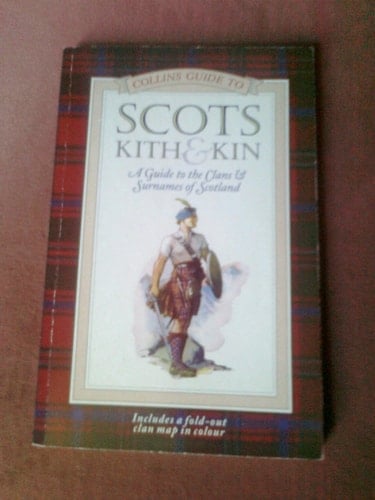 COLLINS GUIDE TO
SCOTS
KITH & KIN
A Guide to the Clans &
Surnames of Scotland
Includes a fold-out
clan map in colour